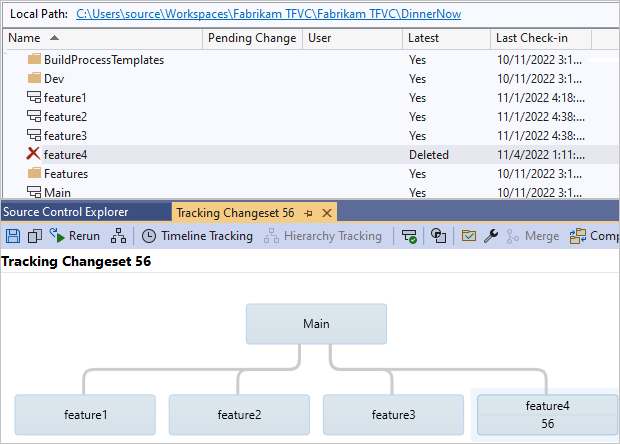 Local Path: C:\Users\source\Workspaces\Fabrikam TFVC\Fabrikam TFVC\DinnerNow
Name Pending Change User Latest Last Check-in
BuildProcessTemplates Yes 10/11/2022 3:1...
Dev Yes 10/11/2022 3:1...
feature1 Yes 11/1/2022 4:18:...
feature2 Yes 11/1/2022 4:38:...
feature3 Yes 11/1/2022 4:38:...
feature4 Deleted 11/4/2022 1:11:...
Features Yes 10/11/2022 3:1...
Main Yes 10/11/2022 3:1...
Source Control Explorer Tracking Changeset 56
Rerun Timeline Tracking Hierarchy Tracking Merge Comp
Tracking Changeset 56
Main
feature1 feature2 feature3 feature4
56